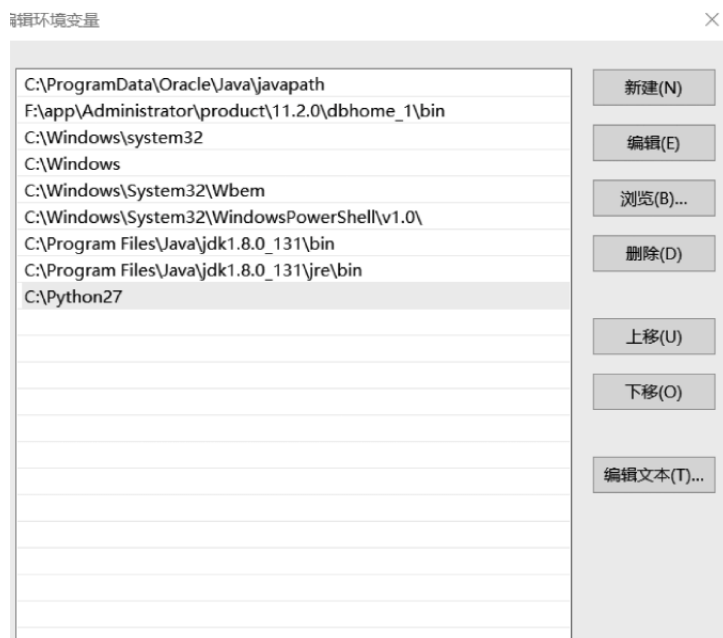 编辑环境变量
C:\ProgramData\Oracle\Java\javapath
新建(N)
F:\app\Administrator\product\11.2.0\dbhome_1\bin
C:\Windows\system32
编辑(E)
C:\Windows
C:\Windows\System32\Wbem
浏览(B)...
C:\Windows\System32\WindowsPowerShell\v1.0\
C:\Program Files\Java\jdk1.8.0_131\bin
删除(D)
C:\Program Files\Java\jdk1.8.0_131\jre\bin
C:\Python27
上移(U)
下移(O)
编辑文本(T)...